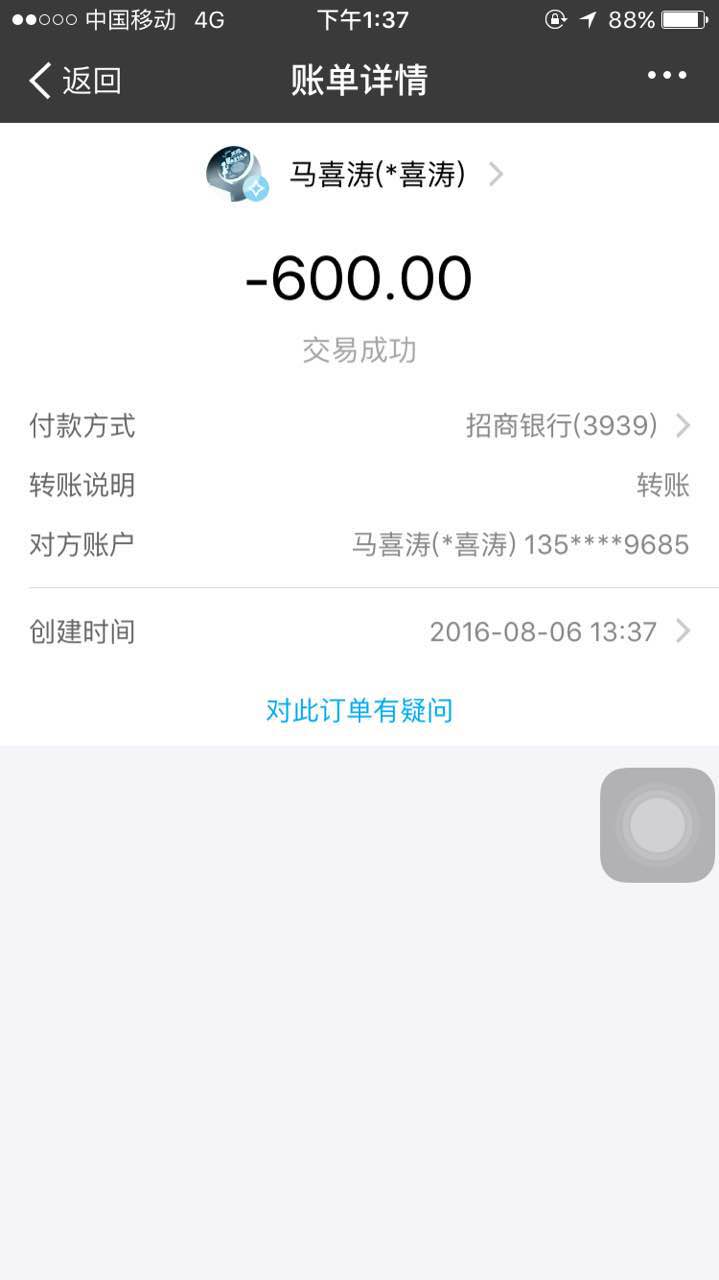 中国移动 4G 下午1:37 88%
返回 账单详情
马喜涛(*喜涛)
-600.00
交易成功
付款方式 招商银行(3939)
转账说明 转账
对方账户 马喜涛(*喜涛) 135****9685
创建时间 2016-08-06 13:37
对此订单有疑问